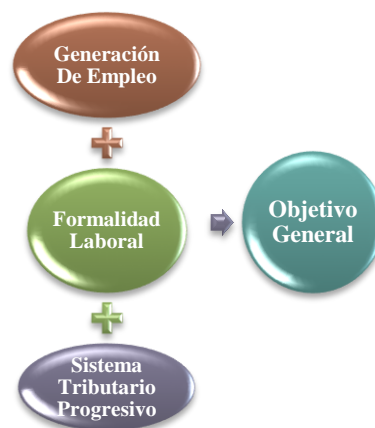 Generación
De Empleo
Formalidad
Laboral
Objetivo
General
Sistema
Tributario
Progresivo